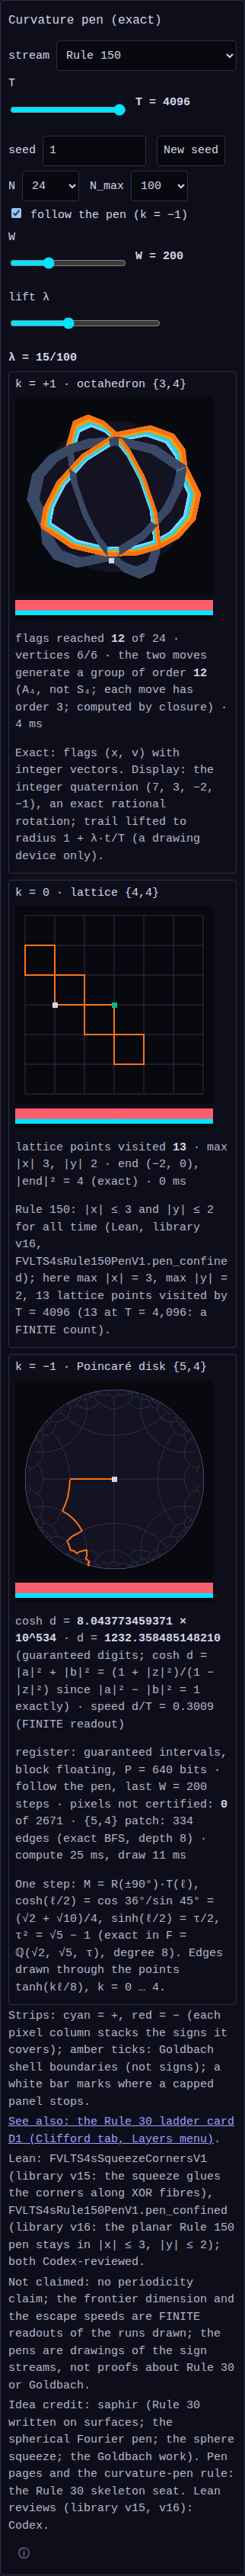 Curvature pen (exact)
stream Rule 150
T
T = 4096
seed 1 New seed
N 24 N_max 100
follow the pen (k = −1)
W
W = 200
lift λ
λ = 15/100
k = +1 · octahedron {3,4}
flags reached 12 of 24 ·
vertices 6/6 · the two moves
generate a group of order 12
(A₄, not S₄; each move has
order 3; computed by closure) ·
4 ms
Exact: flags (x, v) with
integer vectors. Display: the
integer quaternion (7, 3, −2,
−1), an exact rational
rotation; trail lifted to
radius 1 + λ·t/T (a drawing
device only).
k = 0 · lattice {4,4}
lattice points visited 13 · max
|x| 3, |y| 2 · end (−2, 0),
|end|² = 4 (exact) · 0 ms
Rule 150: |x| ≤ 3 and |y| ≤ 2
for all time (Lean, library
v16,
FVLTS4sRule150PenV1.pen_confine
d); here max |x| = 3, max |y| =
2, 13 lattice points visited by
T = 4096 (13 at T = 4,096: a
FINITE count).
k = −1 · Poincaré disk {5,4}
cosh d = 8.043773459371 ×
10^534 · d = 1232.358485148210
(guaranteed digits; cosh d =
|a|² + |b|² = (1 + |z|²)/(1 −
|z|²) since |a|² − |b|² = 1
exactly) · speed d/T = 0.3009
(FINITE readout)
register: guaranteed intervals,
block floating, P = 640 bits ·
follow the pen, last W = 200
steps · pixels not certified: 0
of 2671 · {5,4} patch: 334
edges (exact BFS, depth 8) ·
compute 25 ms, draw 11 ms
One step: M = R(±90°)·T(ℓ),
cosh(ℓ/2) = cos 36°/sin 45° =
(√2 + √10)/4, sinh(ℓ/2) = τ/2,
τ² = √5 − 1 (exact in F =
ℚ(√2, √5, τ), degree 8). Edges
drawn through the points
tanh(kℓ/8), k = 0 … 4.
Strips: cyan = +, red = − (each
pixel column stacks the signs it
covers); amber ticks: Goldbach
shell boundaries (not signs); a
white bar marks where a capped
panel stops.
See also: the Rule 30 ladder card
D1 (Clifford tab, Layers menu).
Lean: FVLTS4sSqueezeCornersV1
(library v15: the squeeze glues
the corners along XOR fibres),
FVLTS4sRule150PenV1.pen_confined
(library v16: the planar Rule 150
pen stays in |x| ≤ 3, |y| ≤ 2);
both Codex-reviewed.
Not claimed: no periodicity
claim; the frontier dimension and
the escape speeds are FINITE
readouts of the runs drawn; the
pens are drawings of the sign
streams, not proofs about Rule 30
or Goldbach.
Idea credit: saphir (Rule 30
written on surfaces; the
spherical Fourier pen; the sphere
squeeze; the Goldbach work). Pen
pages and the curvature-pen rule:
the Rule 30 skeleton seat. Lean
reviews (library v15, v16):
Codex.